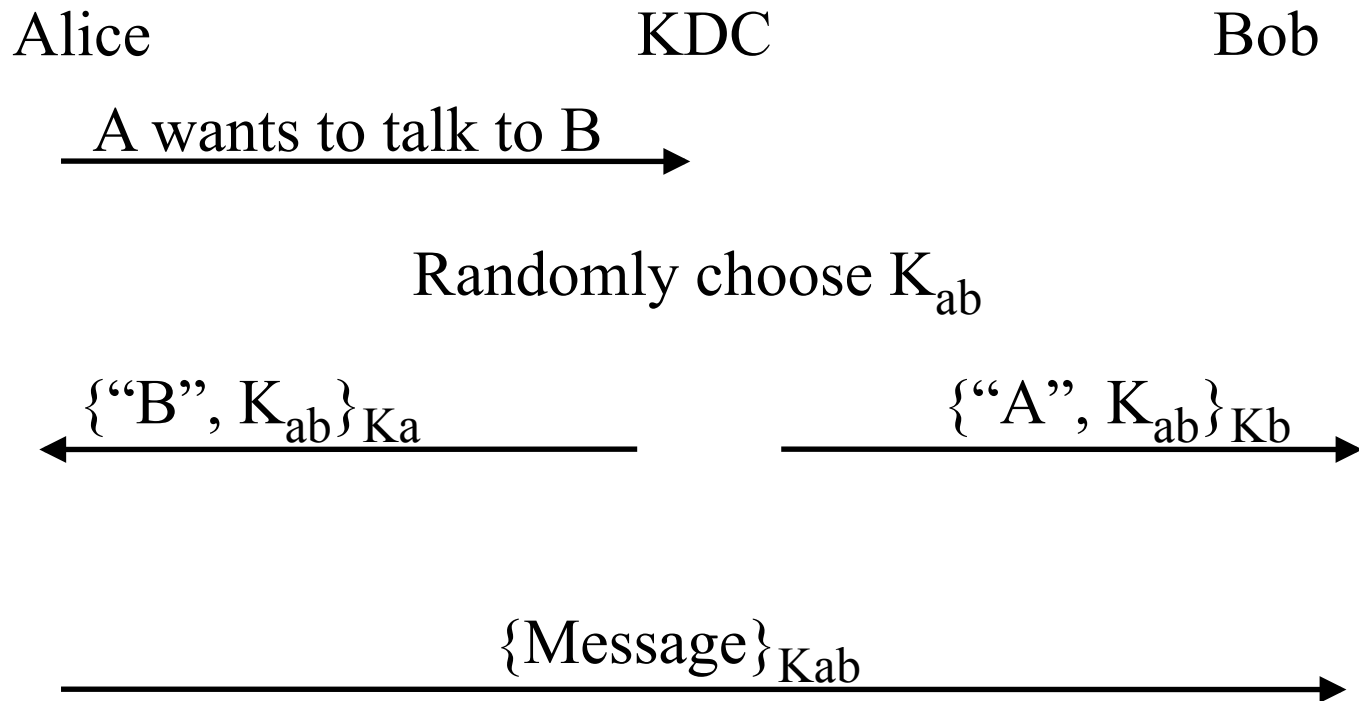 Alice KDC Bob
A wants to talk to B
Randomly choose Kab
{“B”, Kab}Ka {“A”, Kab}Kb
{Message}Kab